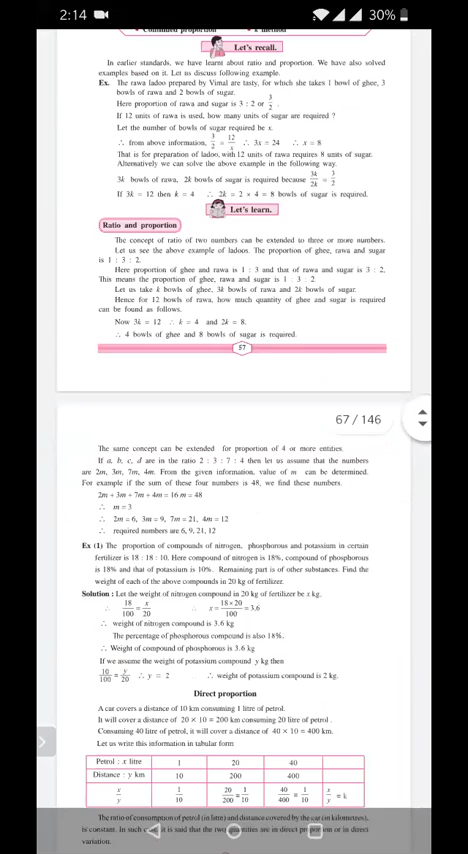 2:14
30%
Continued proportion • k method
Let's recall.
In earlier standards, we have learnt about ratio and proportion. We have also solved
examples based on it. Let us discuss following example.
Ex. The rawa ladoo prepared by Vimal are tasty, for which she takes 1 bowl of ghee, 3
bowls of rawa and 2 bowls of sugar.
Here proportion of rawa and sugar is 3 : 2 or 3/2 .
If 12 units of rawa is used, how many units of sugar are required ?
Let the number of bowls of sugar required be x.
∴ from above information, 3/2 = 12/x ∴ 3x = 24 ∴ x = 8
That is for preparation of ladoo, with 12 units of rawa requires 8 units of sugar.
Alternatively we can solve the above example in the following way.
3k bowls of rawa, 2k bowls of sugar is required because 3k/2k = 3/2
If 3k = 12 then k = 4 ∴ 2k = 2 × 4 = 8 bowls of sugar is required.
Let's learn.
Ratio and proportion
The concept of ratio of two numbers can be extended to three or more numbers.
Let us see the above example of ladoos. The proportion of ghee, rawa and sugar
is 1 : 3 : 2.
Here proportion of ghee and rawa is 1 : 3 and that of rawa and sugar is 3 : 2.
This means the proportion of ghee, rawa and sugar is 1 : 3 : 2
Let us take k bowls of ghee, 3k bowls of rawa and 2k bowls of sugar.
Hence for 12 bowls of rawa, how much quantity of ghee and sugar is required
can be found as follows.
Now 3k = 12 ∴ k = 4 and 2k = 8.
∴ 4 bowls of ghee and 8 bowls of sugar is required.
57
67 / 146
The same concept can be extended for proportion of 4 or more entities.
If a, b, c, d are in the ratio 2 : 3 : 7 : 4 then let us assume that the numbers
are 2m, 3m, 7m, 4m. From the given information, value of m can be determined.
For example if the sum of these four numbers is 48, we find these numbers.
2m + 3m + 7m + 4m = 16 m = 48
∴ m = 3
∴ 2m = 6, 3m = 9, 7m = 21, 4m = 12
∴ required numbers are 6, 9, 21, 12
Ex (1) The proportion of compounds of nitrogen, phosphorous and potassium in certain
fertilizer is 18 : 18 : 10. Here compound of nitrogen is 18%, compound of phosphorous
is 18% and that of potassium is 10%. Remaining part is of other substances. Find the
weight of each of the above compounds in 20 kg of fertilizer.
Solution : Let the weight of nitrogen compound in 20 kg of fertilizer be x kg.
∴ 18/100 = x/20 ∴ x = 18 × 20/100 = 3.6
∴ weight of nitrogen compound is 3.6 kg
The percentage of phosphorous compound is also 18%.
∴ Weight of compound of phosphorous is 3.6 kg
If we assume the weight of potassium compound y kg then
10/100 = y/20 ∴ y = 2 ∴ weight of potassium compound is 2 kg.
Direct proportion
A car covers a distance of 10 km consuming 1 litre of petrol.
It will cover a distance of 20 × 10 = 200 km consuming 20 litre of petrol .
Consuming 40 litre of petrol, it will cover a distance of 40 × 10 = 400 km.
Let us write this information in tabular form
Petrol : x litre 1 20 40
Distance : y km 10 200 400
x/y 1/10 20/200 = 1/10 40/400 = 1/10 x/y = k
The ratio of consumption of petrol (in litre) and distance covered by the car (in kilometres),
is constant. In such it is said that the two quantities are in direct proportion or in direct
variation.